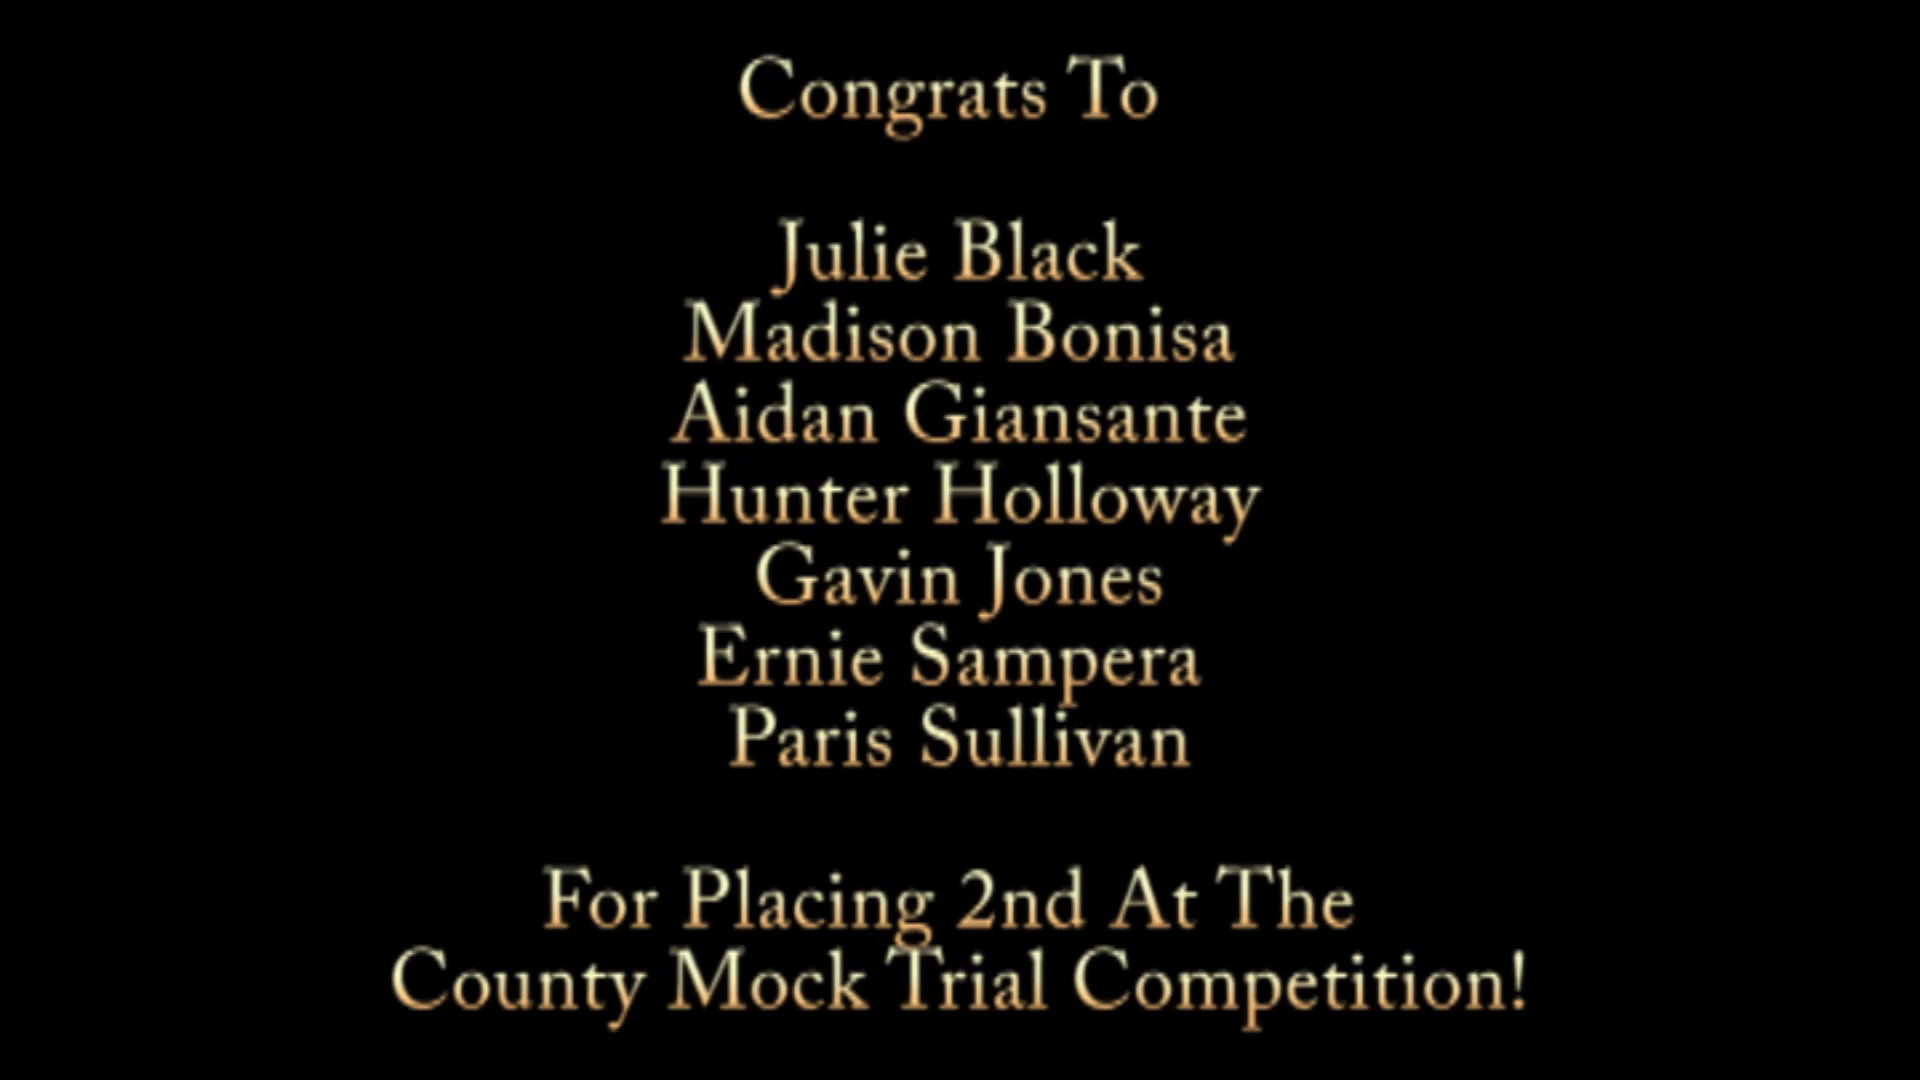 Congrats To
Julie Black
Madison Bonisa
Aidan Giansante
Hunter Holloway
Gavin Jones
Ernie Sampera
Paris Sullivan
For Placing 2nd At The
County Mock Trial Competition!